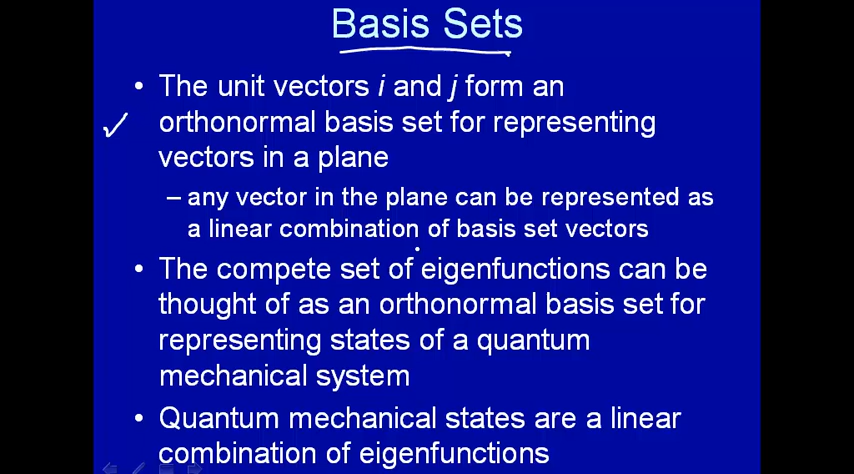 Basis Sets
• The unit vectors i and j form an
orthonormal basis set for representing
vectors in a plane
– any vector in the plane can be represented as
a linear combination of basis set vectors
• The compete set of eigenfunctions can be
thought of as an orthonormal basis set for
representing states of a quantum
mechanical system
• Quantum mechanical states are a linear
combination of eigenfunctions